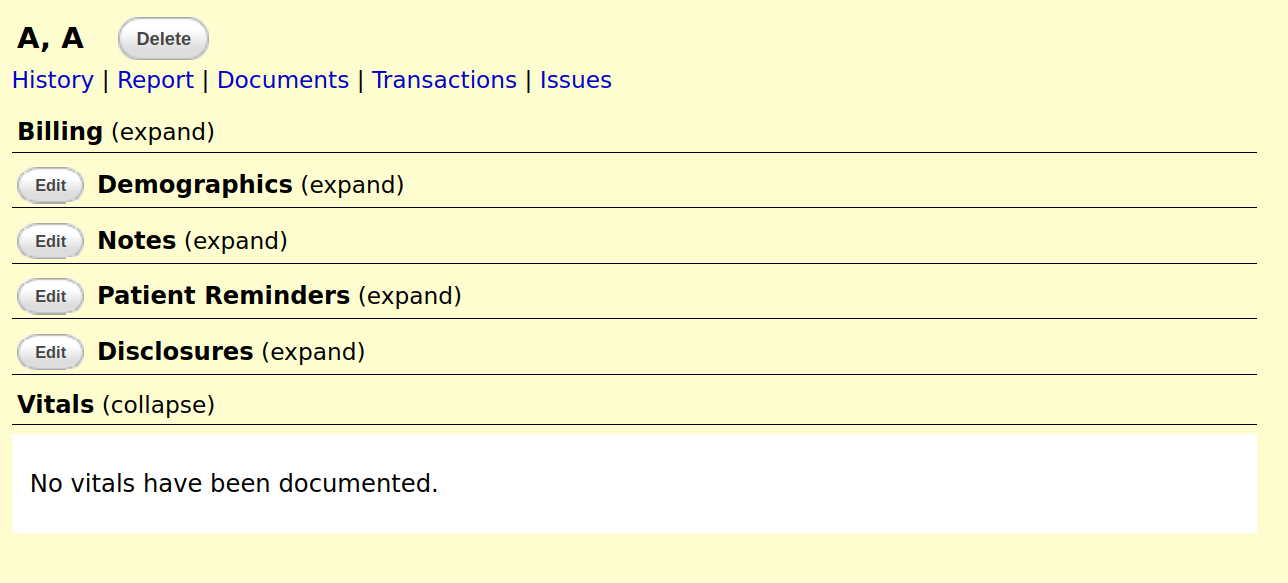 A, A Delete
History | Report | Documents | Transactions | Issues
Billing (expand)
Edit Demographics (expand)
Edit Notes (expand)
Edit Patient Reminders (expand)
Edit Disclosures (expand)
Vitals (collapse)
No vitals have been documented.